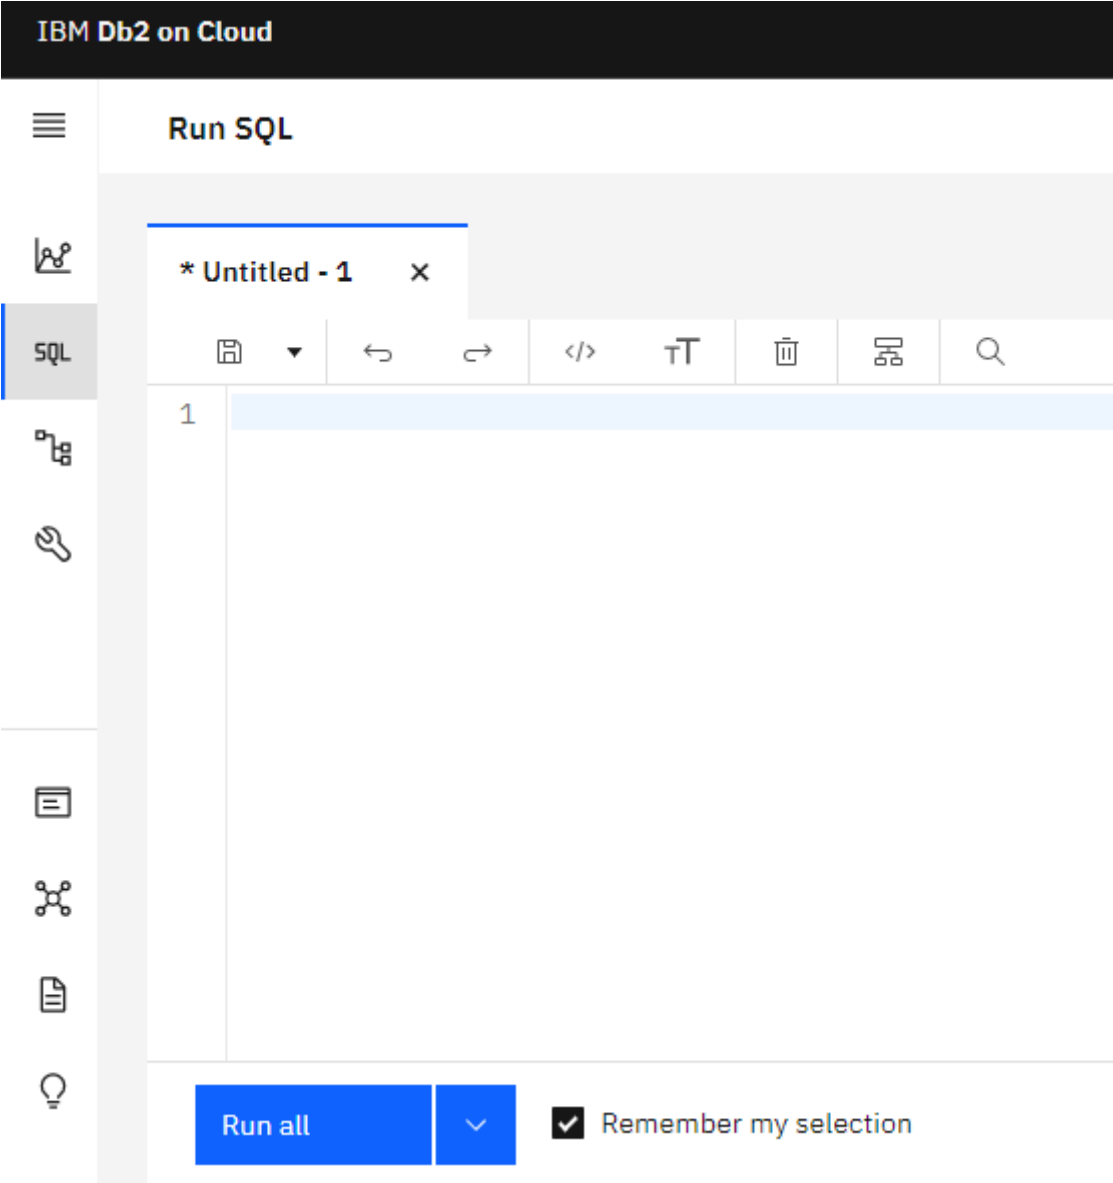 IBM Db2 on Cloud
Run SQL
* Untitled - 1
SQL
1
Run all
Remember my selection